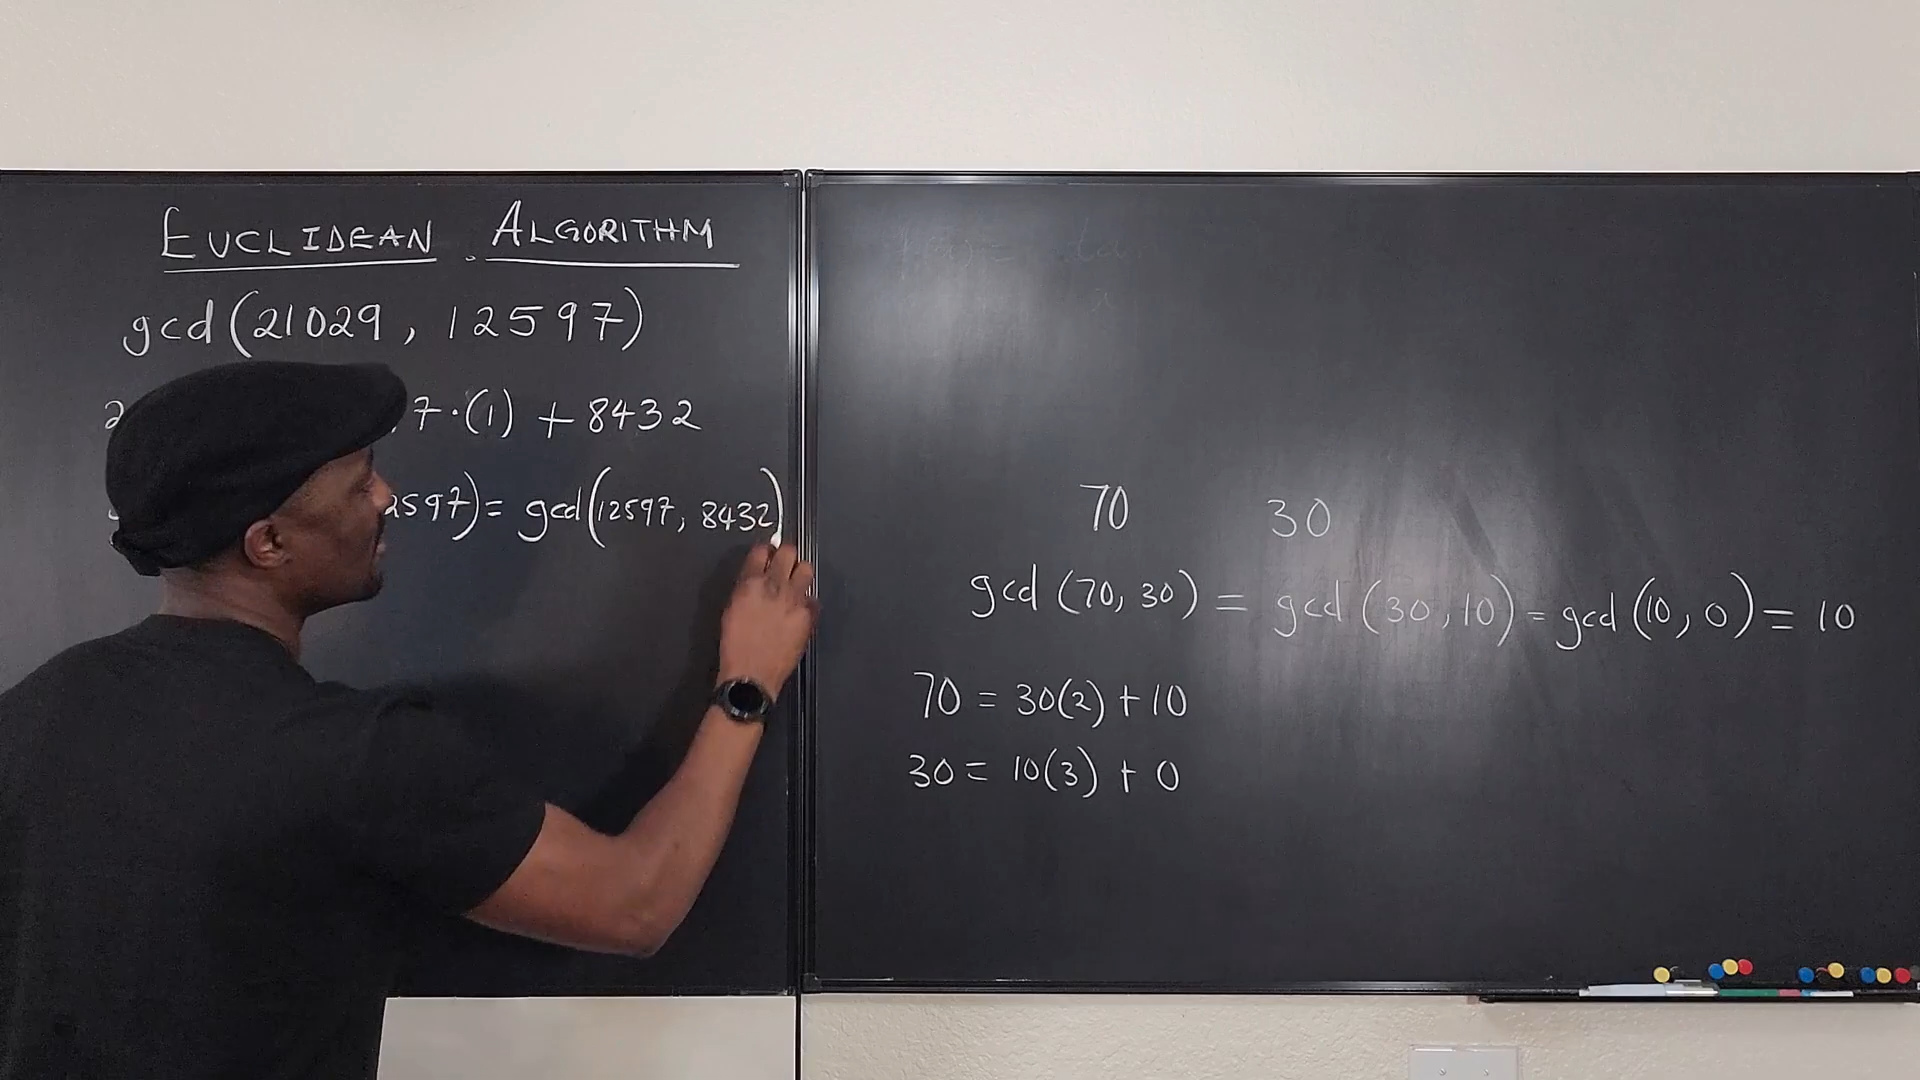 EUCLIDEAN ALGORITHM
gcd(21029, 12597)
2 7·(1) + 8432
2597) = gcd(12597, 8432)
70 30
gcd (70, 30) = gcd (30, 10) = gcd (10, 0) = 10
70 = 30(2) + 10
30 = 10(3) + 0